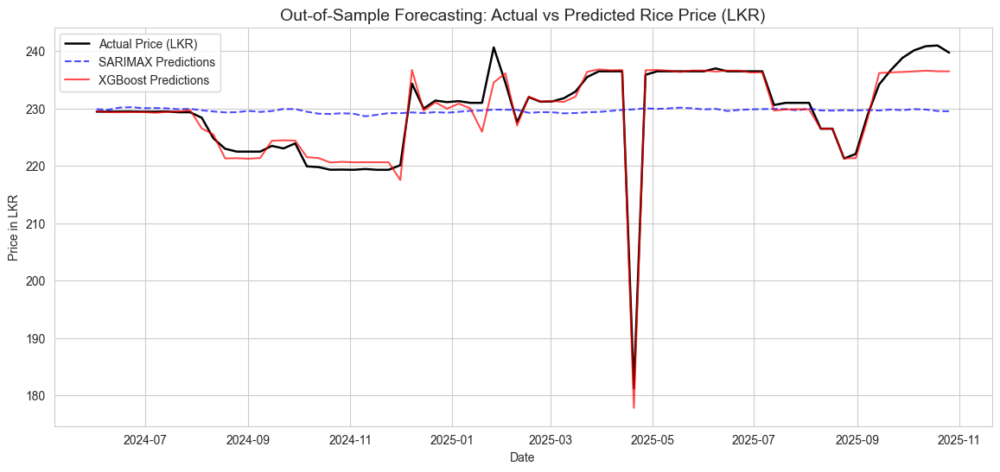 Out-of-Sample Forecasting: Actual vs Predicted Rice Price (LKR)
Actual Price (LKR)
SARIMAX Predictions
XGBoost Predictions
Price in LKR
240
230
220
210
200
190
180
2024-07
2024-09
2024-11
2025-01
2025-03
2025-05
2025-07
2025-09
2025-11
Date